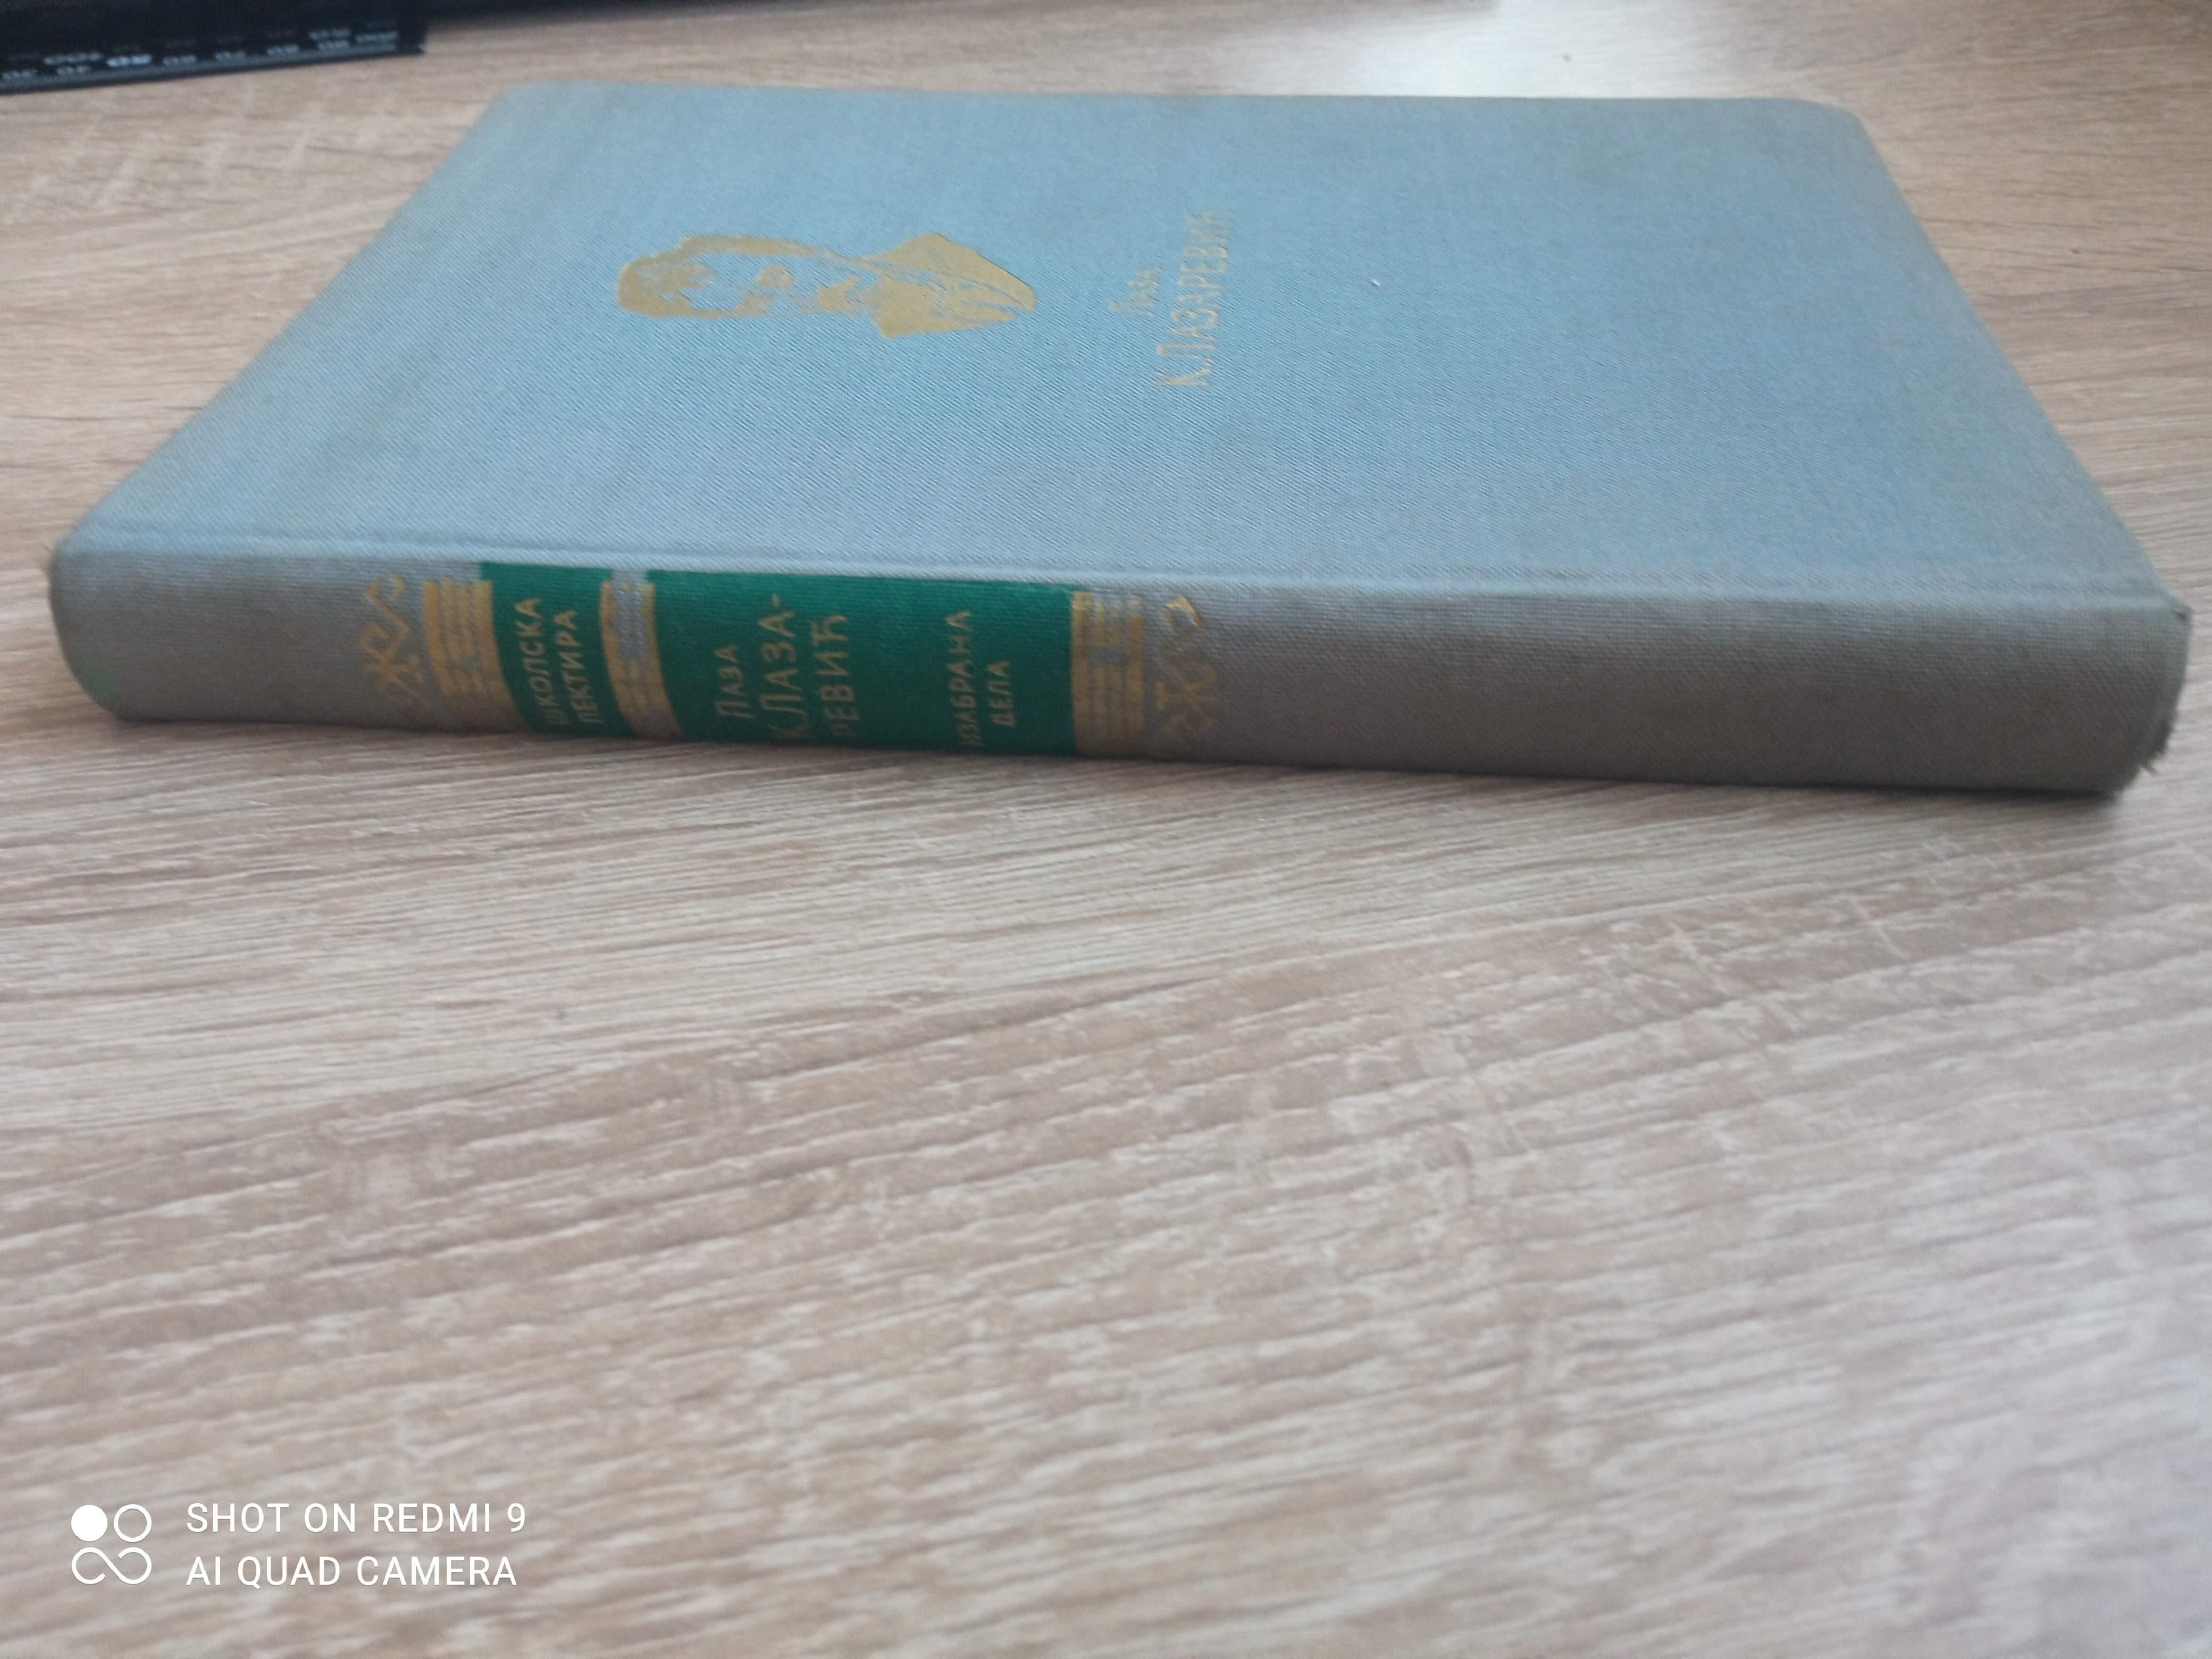 Лаза
К.ЛАЗАРЕВИЋ
ШКОЛСКА
ЛЕКТИРА
ЛАЗА
К.ЛАЗА-
РЕВИЋ
ИЗАБРАНА
ДЕЛА
SHOT ON REDMI 9
AI QUAD CAMERA